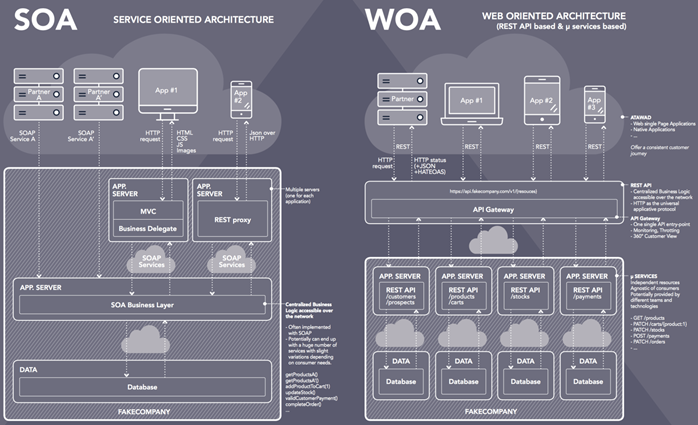 SOA
SERVICE ORIENTED ARCHITECTURE
Partner
A
Partner
A'
App #1
App
#2
SOAP
Service A
SOAP
Service A'
HTTP
request
HTML
CSS
JS
Images
HTTP
request
Json over
HTTP
APP.
SERVER
MVC
Business Delegate
APP.
SERVER
REST proxy
Multiple servers
(one for each
application)
SOAP
Services
SOAP
Services
APP. SERVER
SOA Business Layer
Centralized Business
Logic accessible over
the network
- Often implemented
with SOAP
- Potentially can end up
with a huge number of
services with slight
variations depending
on consumer needs.
getProductsA()
getProductsA'()
addProductToCart(1)
updateStock()
validCustomerPayment()
completeOrder()
...
DATA
Database
FAKECOMPANY
WOA
WEB ORIENTED ARCHITECTURE
(REST API based & µ services based)
Partner
App #1
App
#2
App
#3
ATAWAD
- Web single Page Applications
- Native Applications
- ...
Offer a consistent customer
journey
HTTP
request
REST
HTTP status
(+JSON
+HATEOAS)
REST
REST
REST
https://api.fakecompany.com/v1/{resources}
API Gateway
REST API
- Centralized Business Logic
accessible over the network
- HTTP as the universal
applicative protocol
API Gateway
- One single API entry-point
- Monitoring, Throttling
- 360° Customer View
APP. SERVER
REST API
/customers
/prospects
APP. SERVER
REST API
/products
/carts
APP. SERVER
REST API
/stocks
APP. SERVER
REST API
/payments
µ SERVICES
Independent resources
Agnostic of consumers
Potentially provided by
different teams and
technologies
- GET /products
- PATCH /carts/{product:1}
- PATCH /stocks
- POST /payments
- PATCH /orders
- ...
DATA
Database
DATA
Database
DATA
Database
DATA
Database
FAKECOMPANY